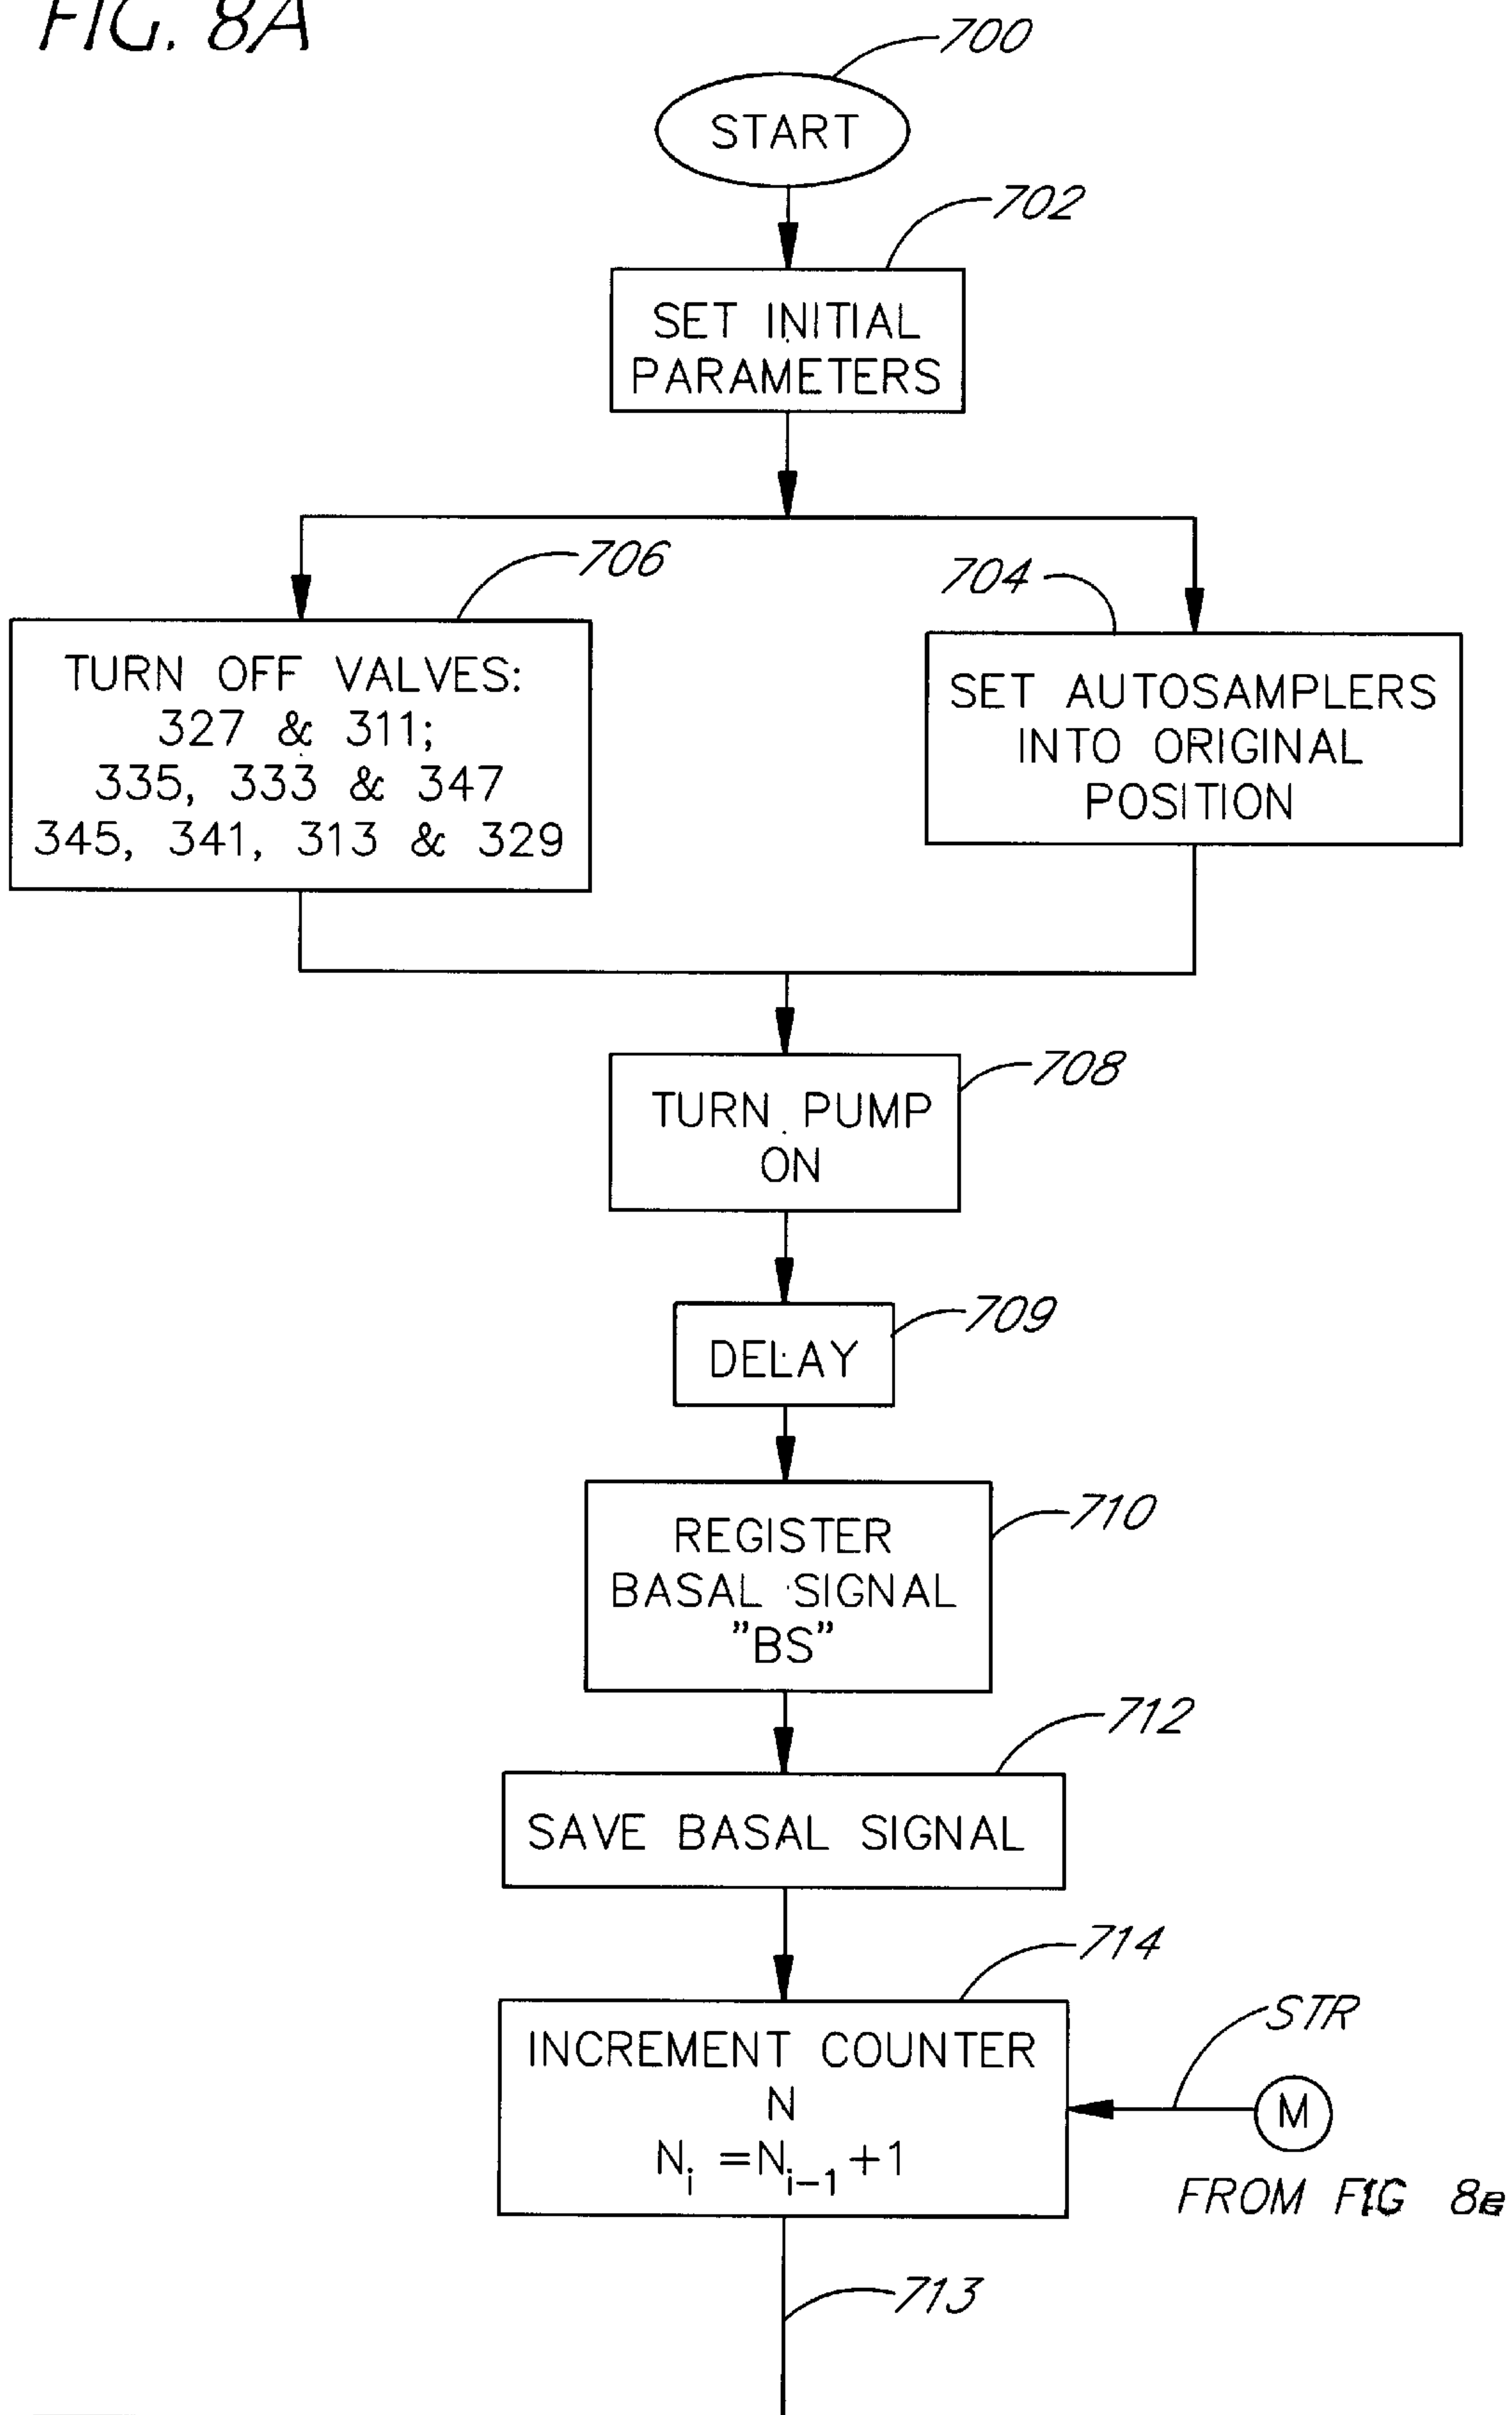 FIG. 8A
700
START
702
SET INITIAL
PARAMETERS
706
TURN OFF VALVES:
327 & 311;
335, 333 & 347
345, 341, 313 & 329
704
SET AUTOSAMPLERS
INTO ORIGINAL
POSITION
708
TURN PUMP
ON
709
DELAY
710
REGISTER
BASAL SIGNAL
"BS"
712
SAVE BASAL SIGNAL
714
INCREMENT COUNTER
N
Nᵢ =Nᵢ₋₁ +1
STR
M
FROM FIG 8e
713